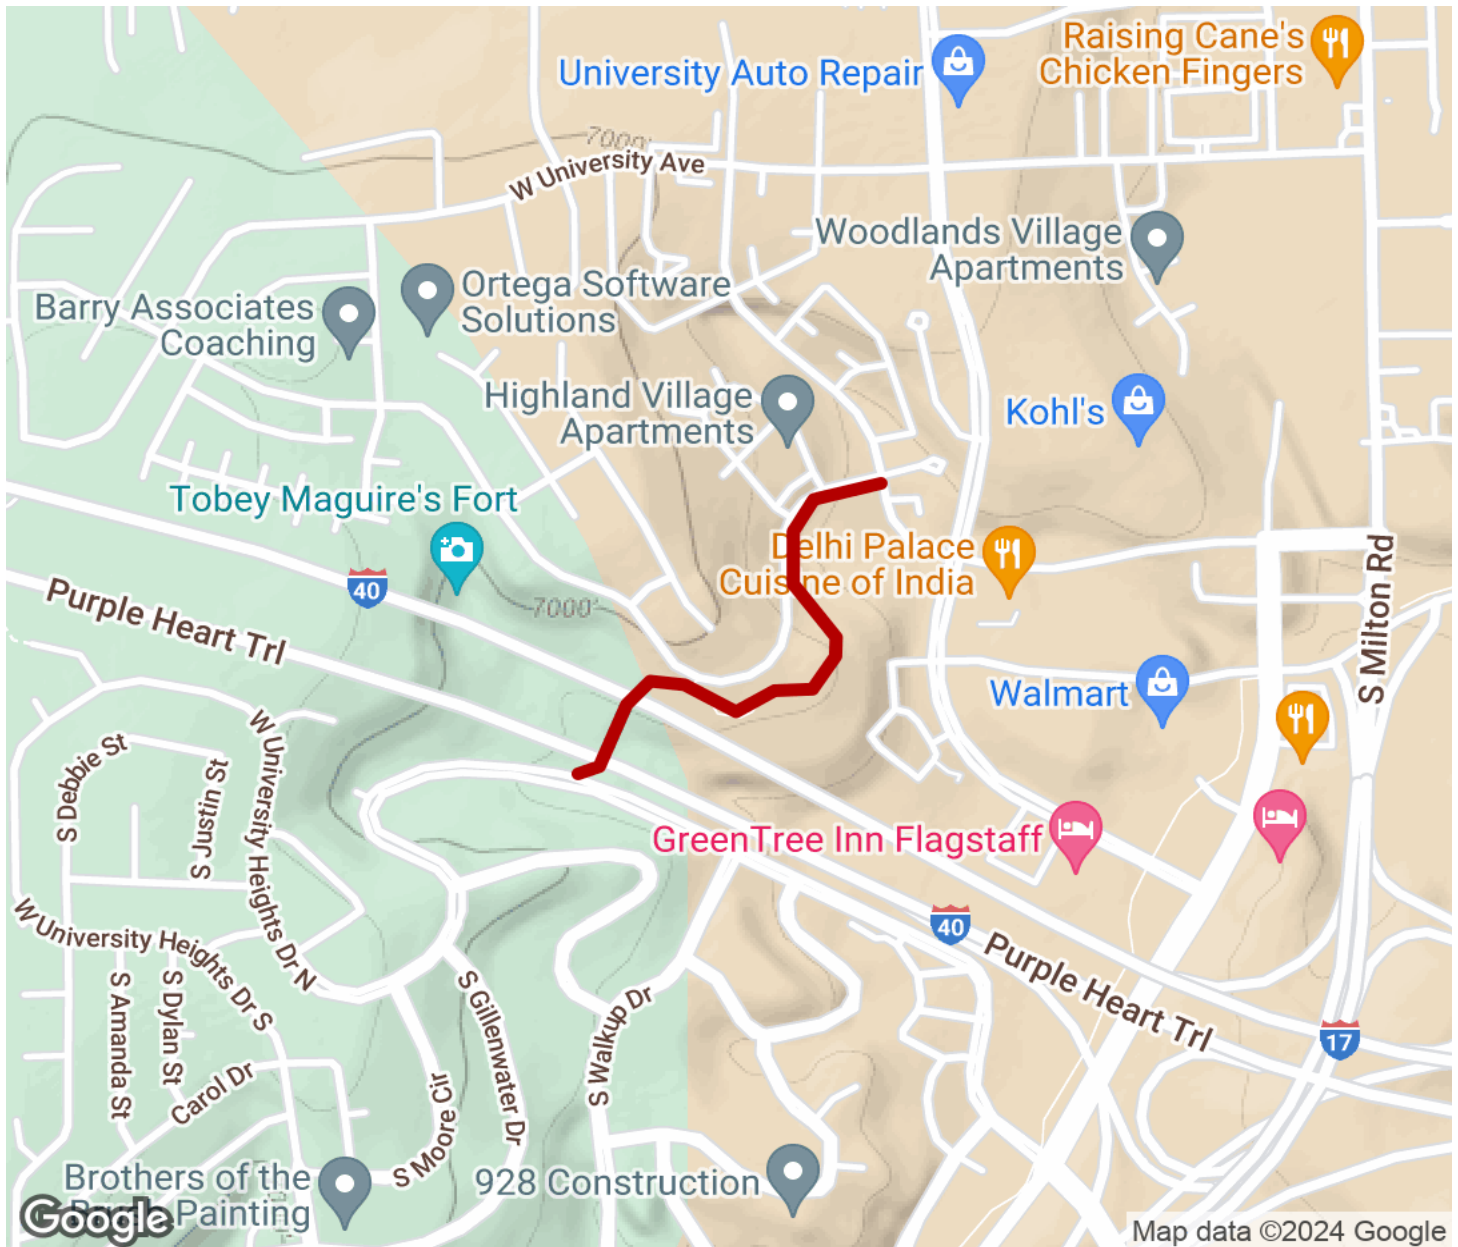 Raising Cane's
Chicken Fingers
University Auto Repair
7000'
W University Ave
Woodlands Village
Apartments
Ortega Software
Solutions
Barry Associates
Coaching
Highland Village
Apartments
Kohl's
Tobey Maguire's Fort
Delhi Palace
Cuisine of India
40
Purple Heart Trl
7000'
S Milton Rd
Walmart
W University Heights Dr N
S Debbie St
S Justin St
GreenTree Inn Flagstaff
40
Purple Heart Trl
W University Heights Dr S
S Amanda St
S Dylan St
S Gillenwater Dr
S Walkup Dr
17
Carol Dr
S Moore Cir
Brothers of the
Brush Painting
928 Construction
Google
Map data ©2024 Google